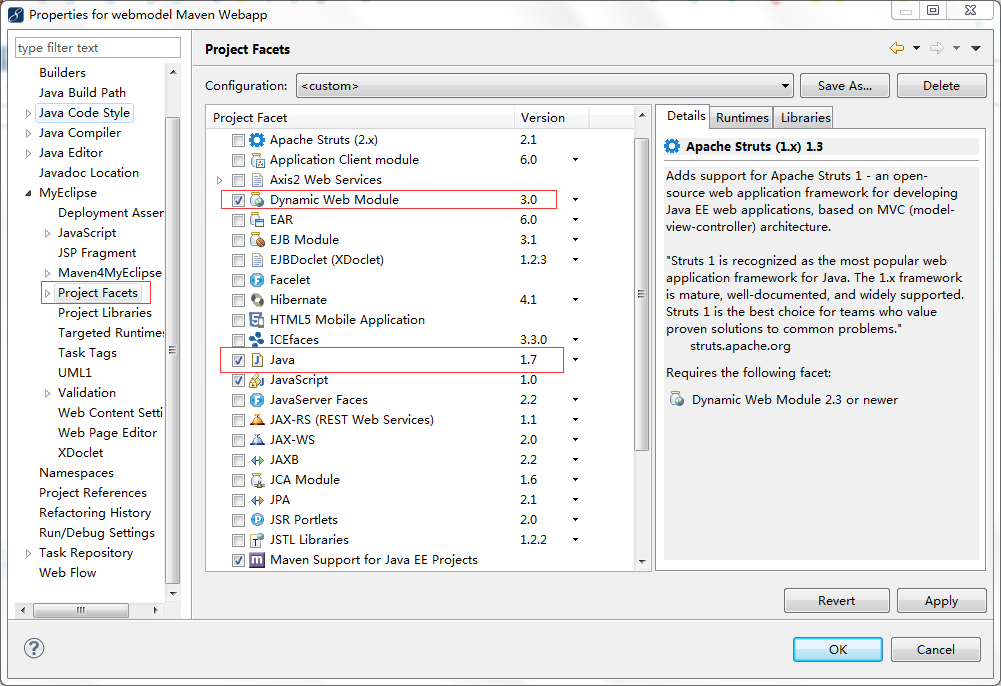 Properties for webmodel Maven Webapp
type filter text
Builders
Java Build Path
Java Code Style
Java Compiler
Java Editor
Javadoc Location
MyEclipse
Deployment Assem
JavaScript
JSP Fragment
Maven4MyEclipse
Project Facets
Project Libraries
Targeted Runtimes
Task Tags
UML1
Validation
Web Content Setti
Web Page Editor
XDoclet
Namespaces
Project References
Refactoring History
Run/Debug Settings
Task Repository
Web Flow
Project Facets
Configuration: <custom> Save As... Delete
Project Facet Version
Apache Struts (2.x) 2.1
Application Client module 6.0
Axis2 Web Services
Dynamic Web Module 3.0
EAR 6.0
EJB Module 3.1
EJBDoclet (XDoclet) 1.2.3
Facelet
Hibernate 4.1
HTML5 Mobile Application
ICEfaces 3.3.0
Java 1.7
JavaScript 1.0
JavaServer Faces 2.2
JAX-RS (REST Web Services) 1.1
JAX-WS 2.0
JAXB 2.2
JCA Module 1.6
JPA 2.1
JSR Portlets 2.0
JSTL Libraries 1.2.2
Maven Support for Java EE Projects
Details Runtimes Libraries
Apache Struts (1.x) 1.3
Adds support for Apache Struts 1 - an open-
source web application framework for developing
Java EE web applications, based on MVC (model-
view-controller) architecture.
"Struts 1 is recognized as the most popular web
application framework for Java. The 1.x framework
is mature, well-documented, and widely supported.
Struts 1 is the best choice for teams who value
proven solutions to common problems."
struts.apache.org
Requires the following facet:
Dynamic Web Module 2.3 or newer
Revert Apply
OK Cancel